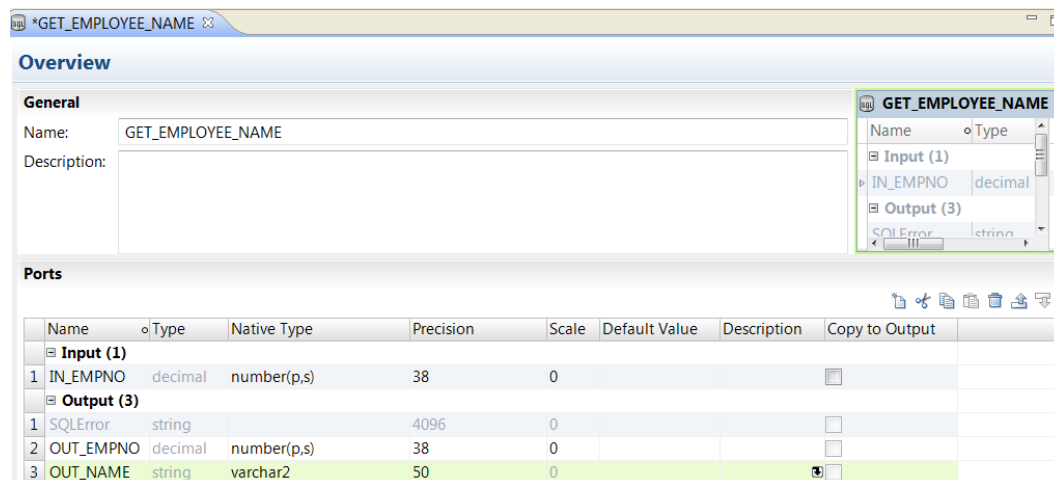 *GET_EMPLOYEE_NAME
Overview
General
Name: GET_EMPLOYEE_NAME
Description:
GET_EMPLOYEE_NAME
Name Type
Input (1)
IN_EMPNO decimal
Output (3)
SQLError string
Ports
Name Type Native Type Precision Scale Default Value Description Copy to Output
Input (1)
1 IN_EMPNO decimal number(p,s) 38 0
Output (3)
1 SQLError string 4096 0
2 OUT_EMPNO decimal number(p,s) 38 0
3 OUT_NAME string varchar2 50 0